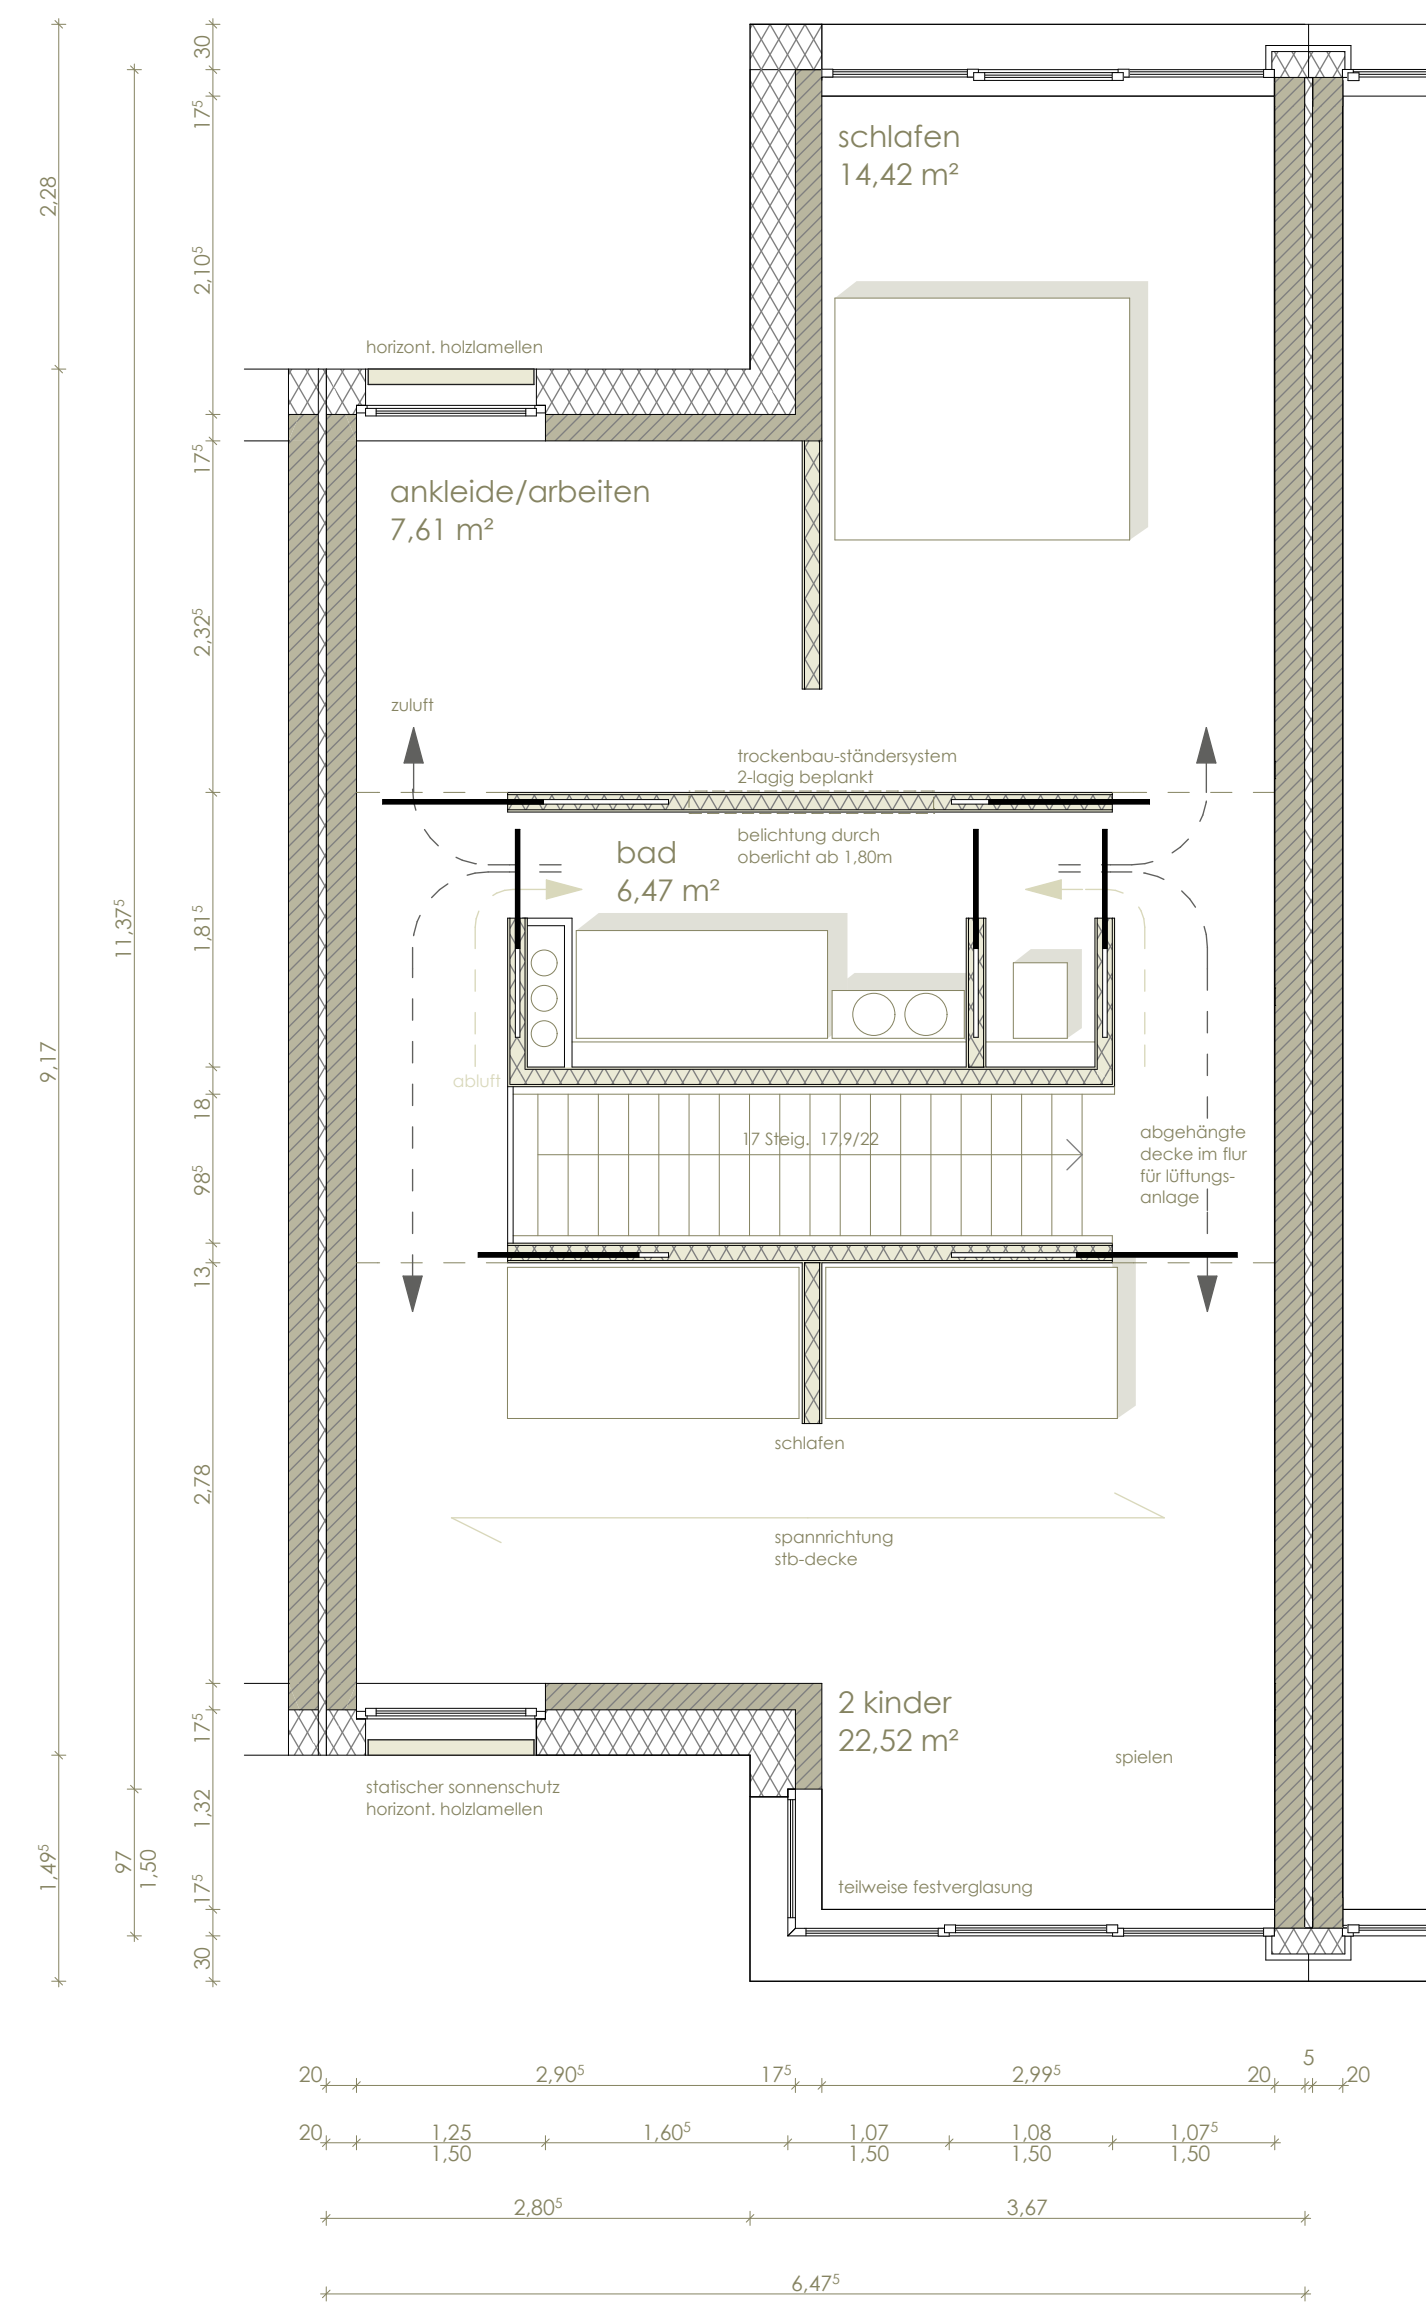 schlafen
14,42 m²
horizont. holzlamellen
ankleide/arbeiten
7,61 m²
zuluft
trockenbau-ständersystem
2-lagig beplankt
belichtung durch
oberlicht ab 1,80m
bad
6,47 m²
abluft
17 Steig. 17,9/22
abgehängte
decke im flur
für lüftungs-
anlage
schlafen
spannrichtung
stb-decke
2 kinder
22,52 m²
spielen
statischer sonnenschutz
horizont. holzlamellen
teilweise festverglasung
2,28
9,17
1,49⁵
11,37⁵
97
1,50
30
17⁵
2,10⁵
17⁵
2,32⁵
1,81⁵
18
98⁵
13
2,78
17⁵
1,32
17⁵
30
20
2,90⁵
17⁵
2,99⁵
20
5
20
20
1,25
1,50
1,60⁵
1,07
1,50
1,08
1,50
1,07⁵
1,50
2,80⁵
3,67
6,47⁵